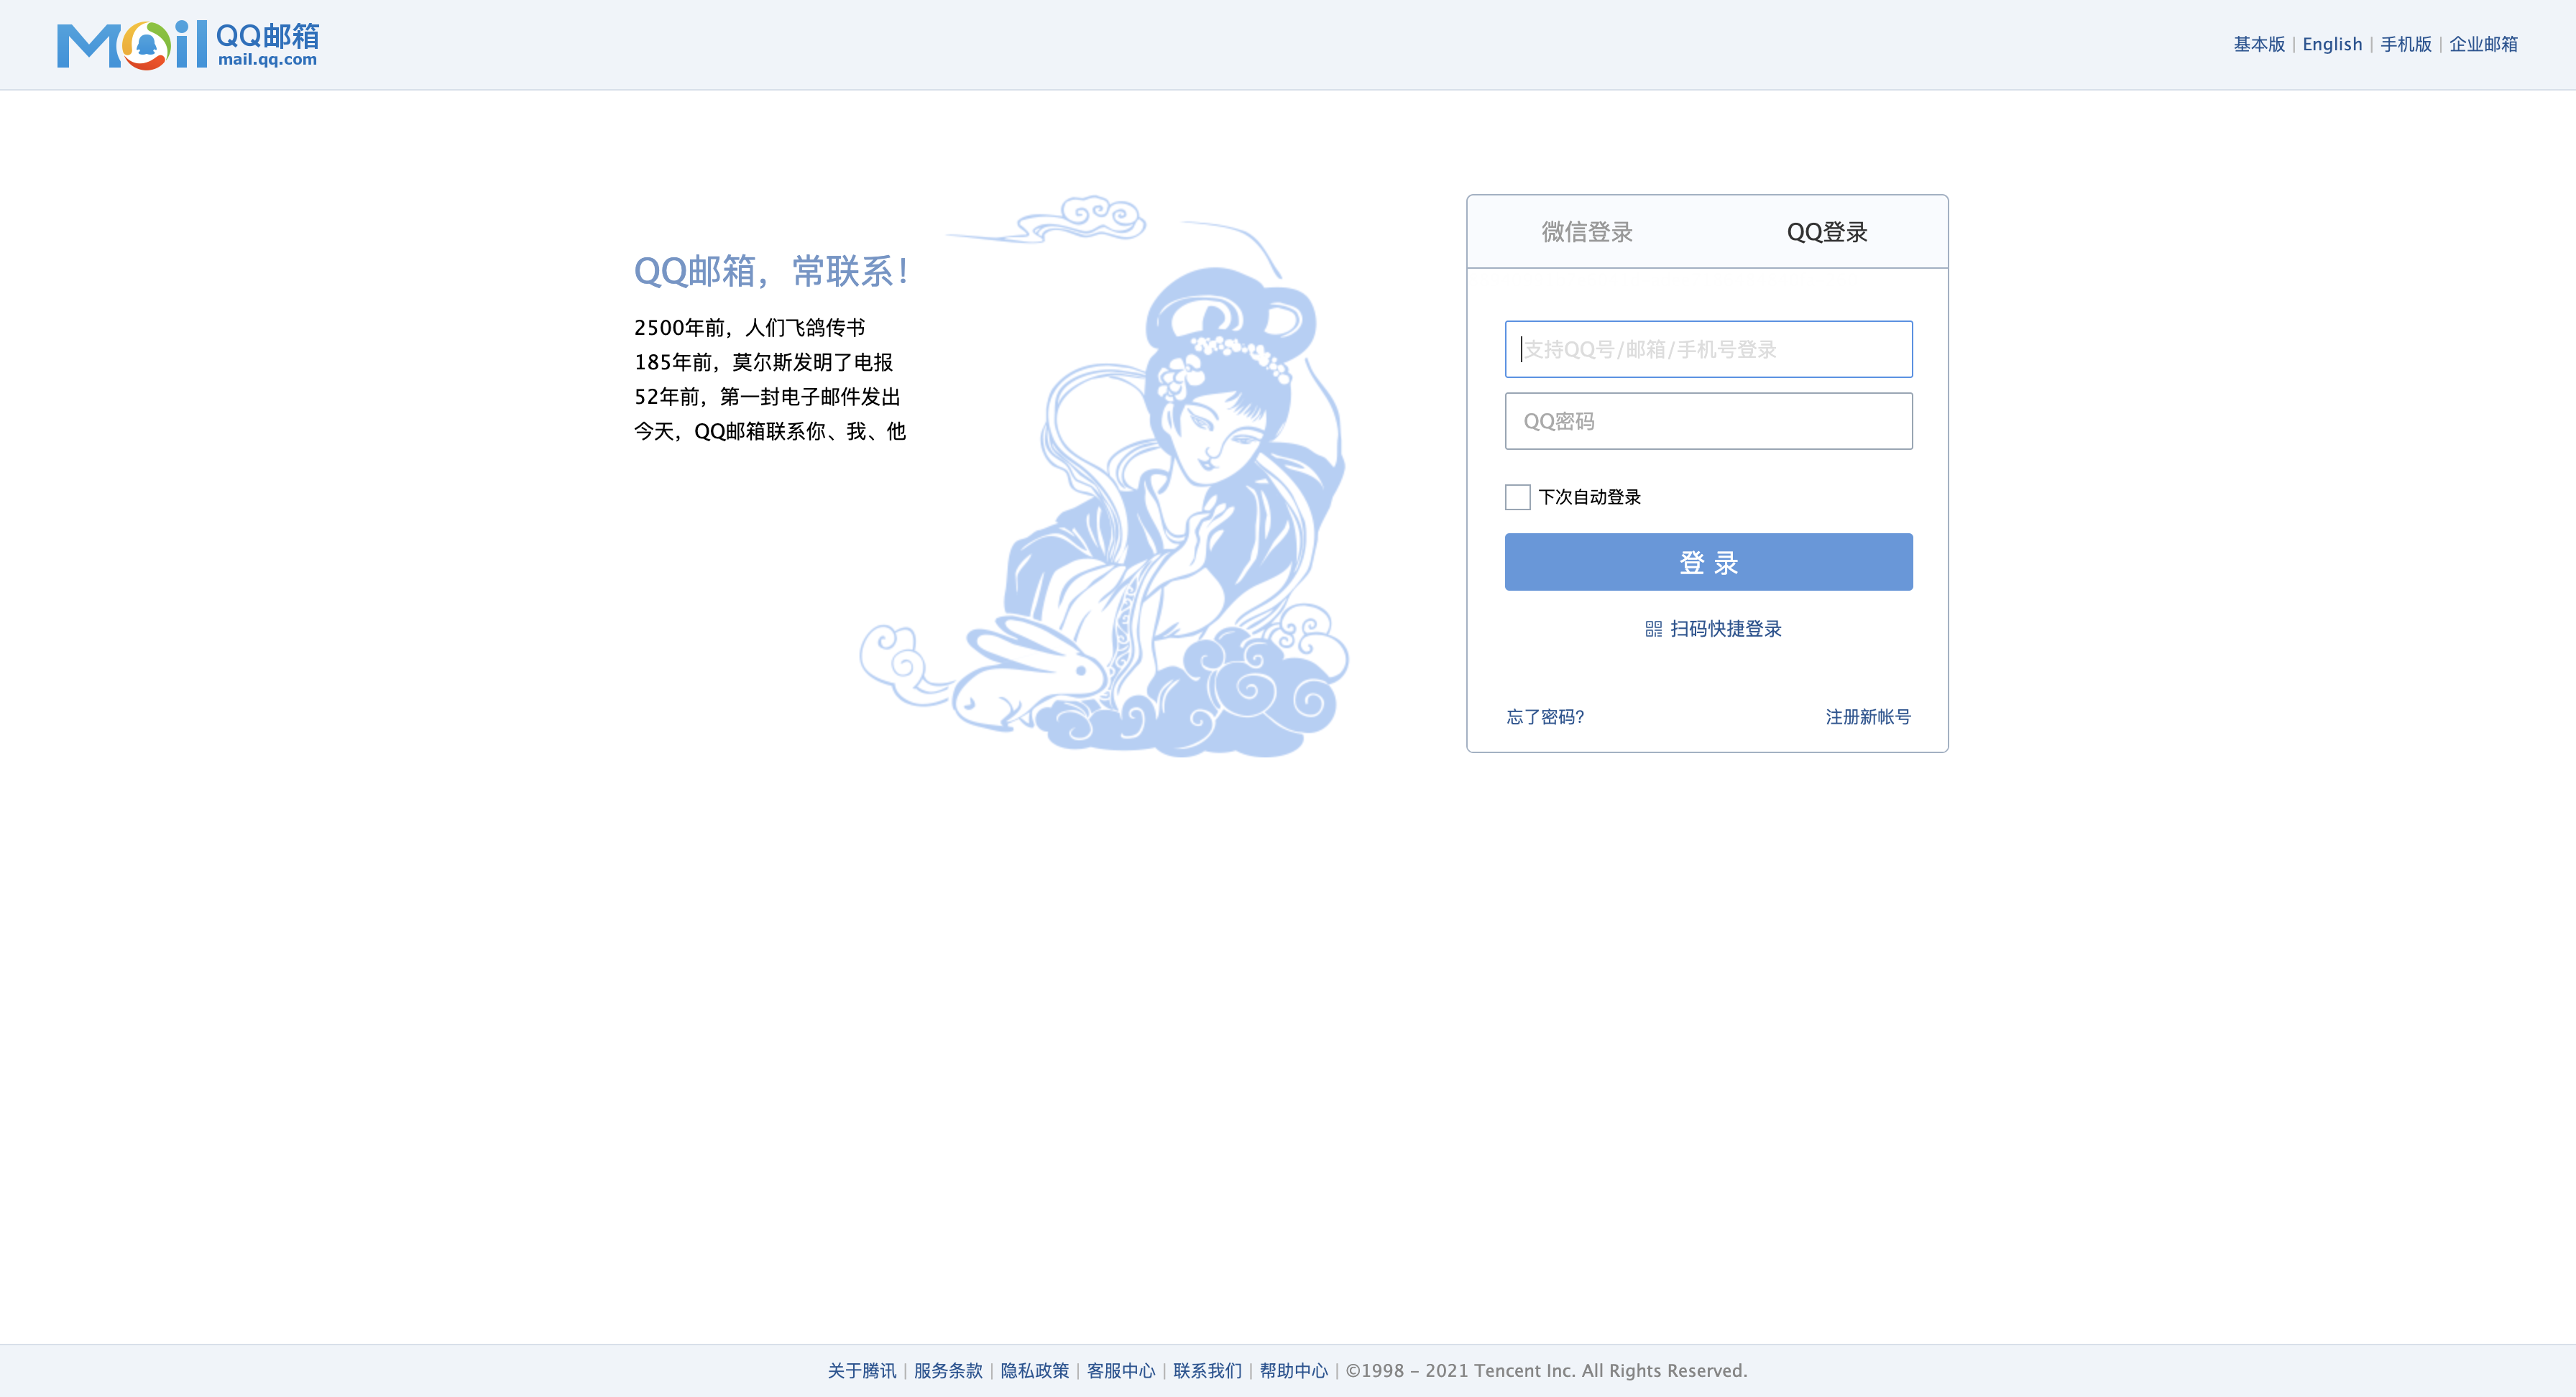 Mail QQ邮箱
mail.qq.com
基本版 | English | 手机版 | 企业邮箱
QQ邮箱，常联系！
2500年前，人们飞鸽传书
185年前，莫尔斯发明了电报
52年前，第一封电子邮件发出
今天，QQ邮箱联系你、我、他
微信登录 QQ登录
支持QQ号/邮箱/手机号登录
QQ密码
下次自动登录
登 录
扫码快捷登录
忘了密码? 注册新帐号
关于腾讯 | 服务条款 | 隐私政策 | 客服中心 | 联系我们 | 帮助中心 | ©1998 - 2021 Tencent Inc. All Rights Reserved.